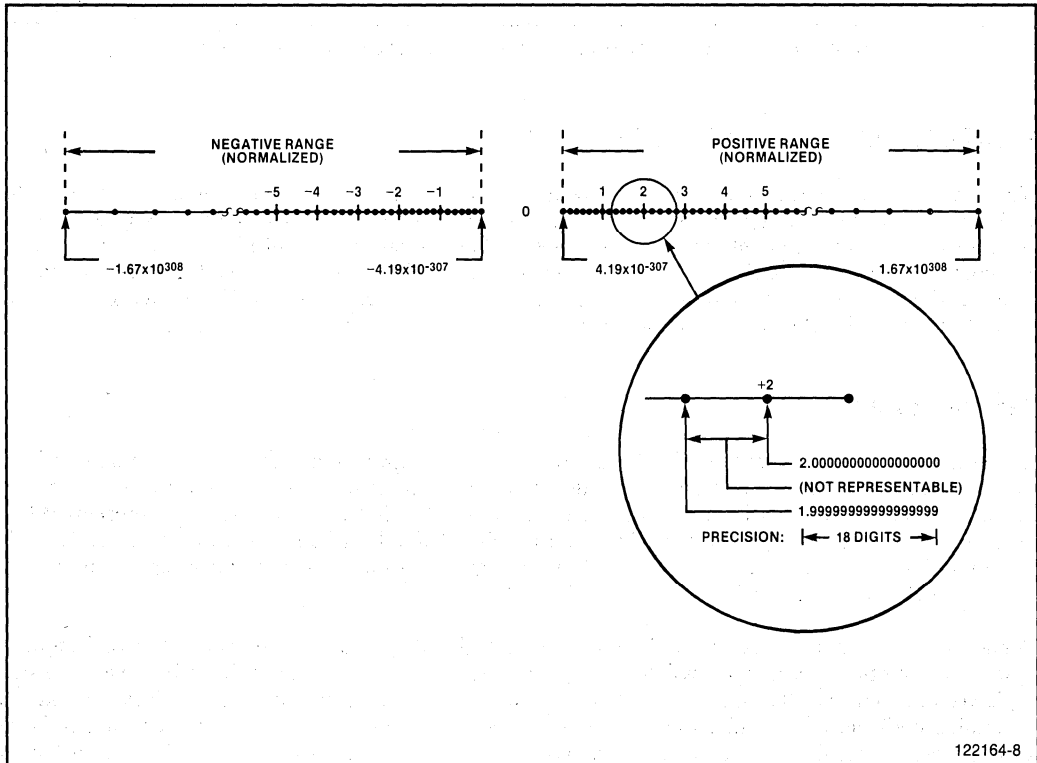 NEGATIVE RANGE
(NORMALIZED)
POSITIVE RANGE
(NORMALIZED)
−5 −4 −3 −2 −1 0 1 2 3 4 5
−1.67x10³⁰⁸ −4.19x10⁻³⁰⁷ 4.19x10⁻³⁰⁷ 1.67x10³⁰⁸
+2
2.00000000000000000
(NOT REPRESENTABLE)
1.99999999999999999
PRECISION: 18 DIGITS
122164-8